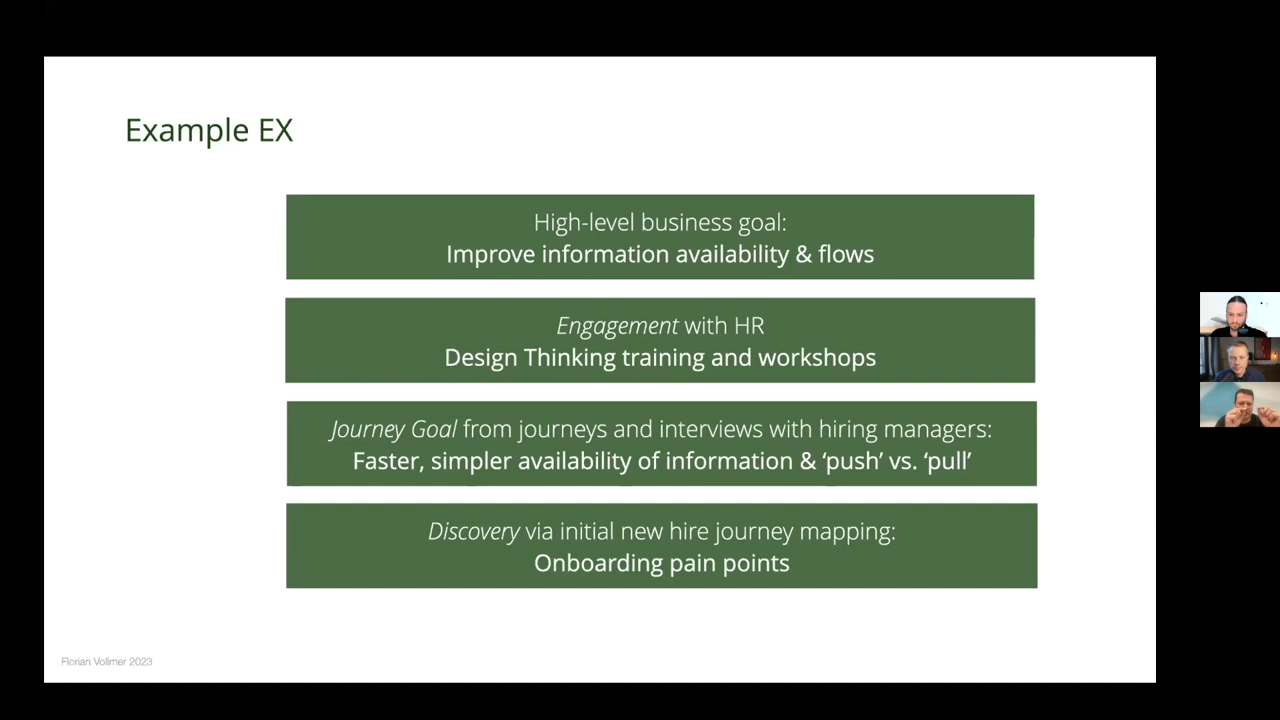 Example EX
High-level business goal:
Improve information availability & flows
Engagement with HR
Design Thinking training and workshops
Journey Goal from journeys and interviews with hiring managers:
Faster, simpler availability of information & ‘push’ vs. ‘pull’
Discovery via initial new hire journey mapping:
Onboarding pain points
Florian Vollmer 2023